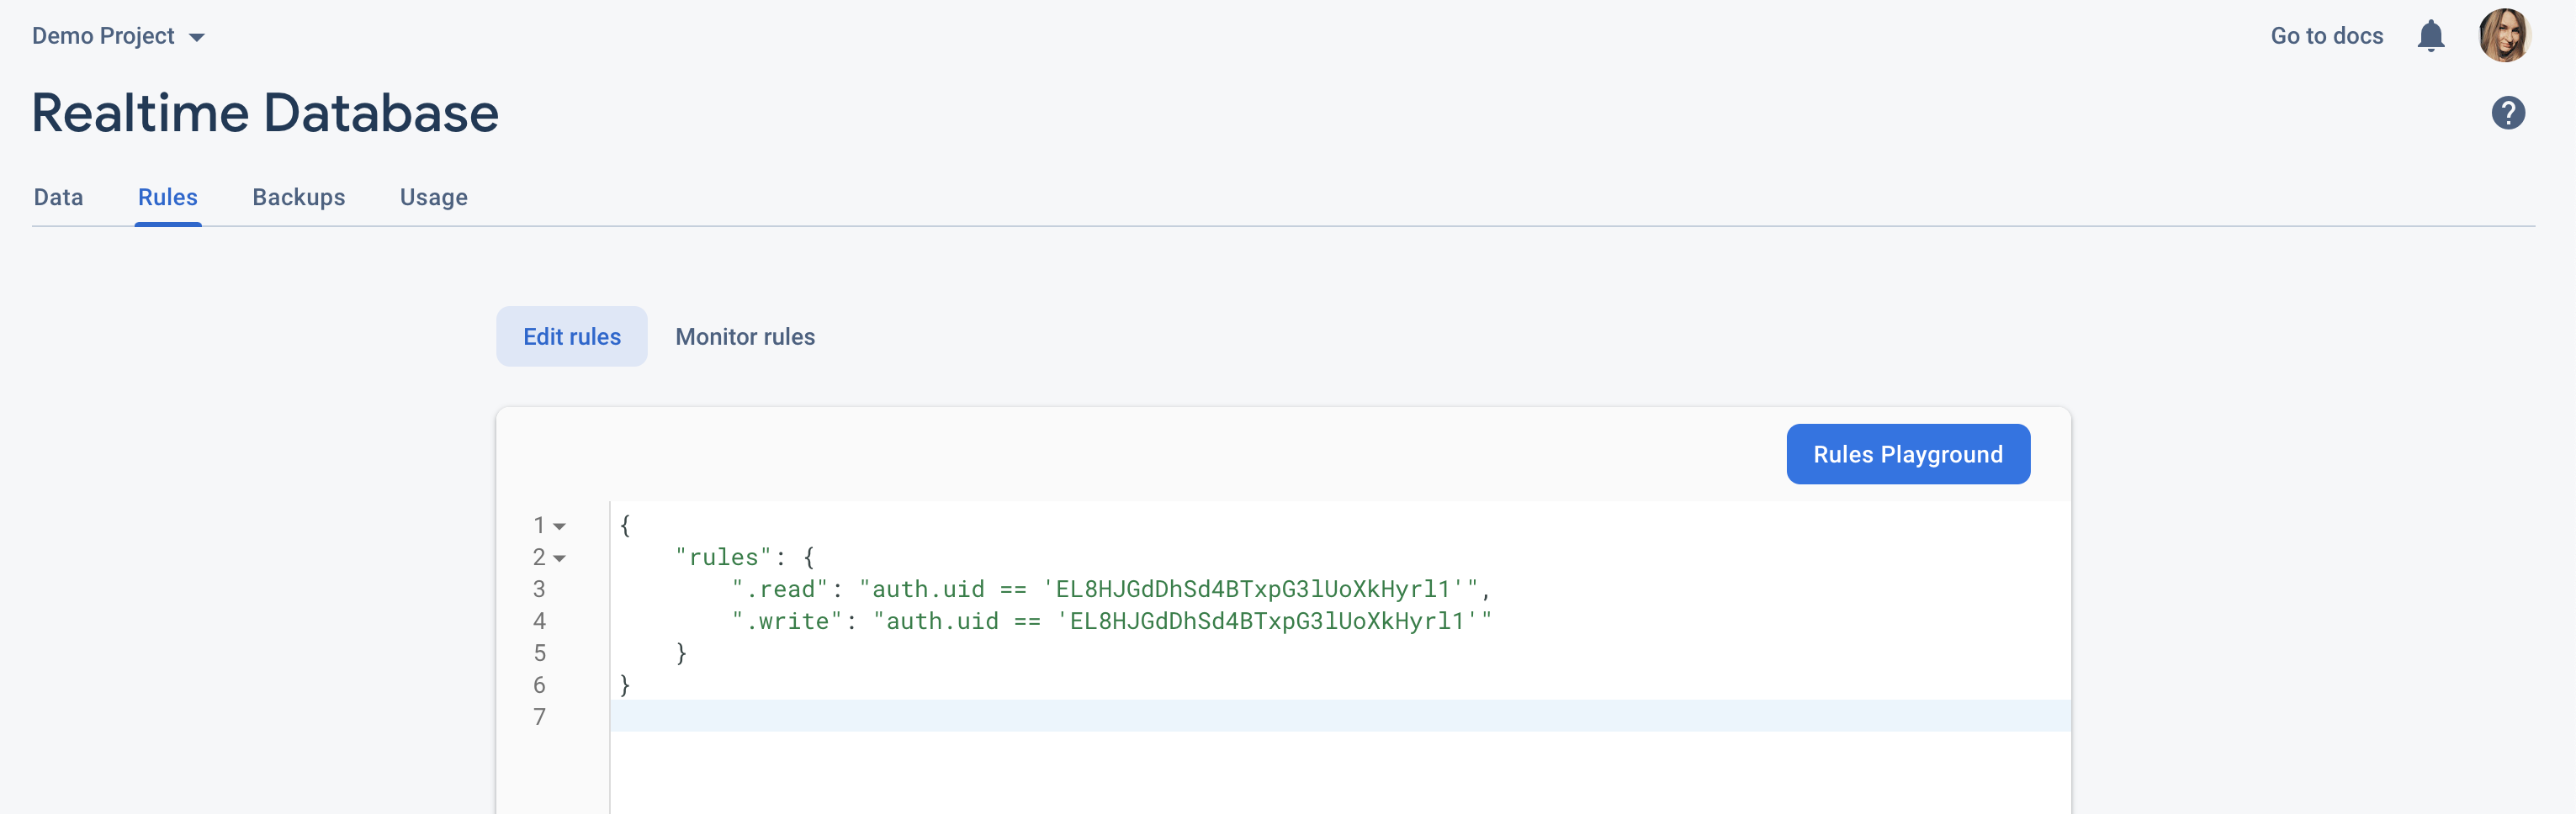 Demo Project
Go to docs
Realtime Database
?
Data Rules Backups Usage
Edit rules Monitor rules
Rules Playground
1 {
2 "rules": {
3 ".read": "auth.uid == 'EL8HJGdDhSd4BTxpG3lUoXkHyrl1'",
4 ".write": "auth.uid == 'EL8HJGdDhSd4BTxpG3lUoXkHyrl1'"
5 }
6 }
7